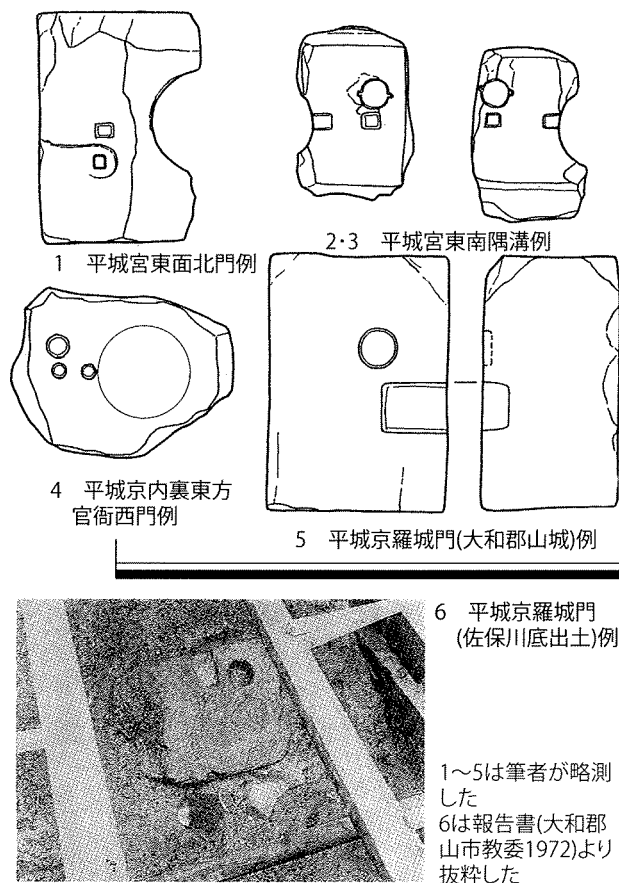 1　平城宮東面北門例
2･3　平城宮東南隅溝例
4　平城京内裏東方
官衙西門例
5　平城京羅城門(大和郡山城)例
6　平城京羅城門
(佐保川底出土)例
1〜5は筆者が略測
した
6は報告書(大和郡
山市教委1972)より
抜粋した